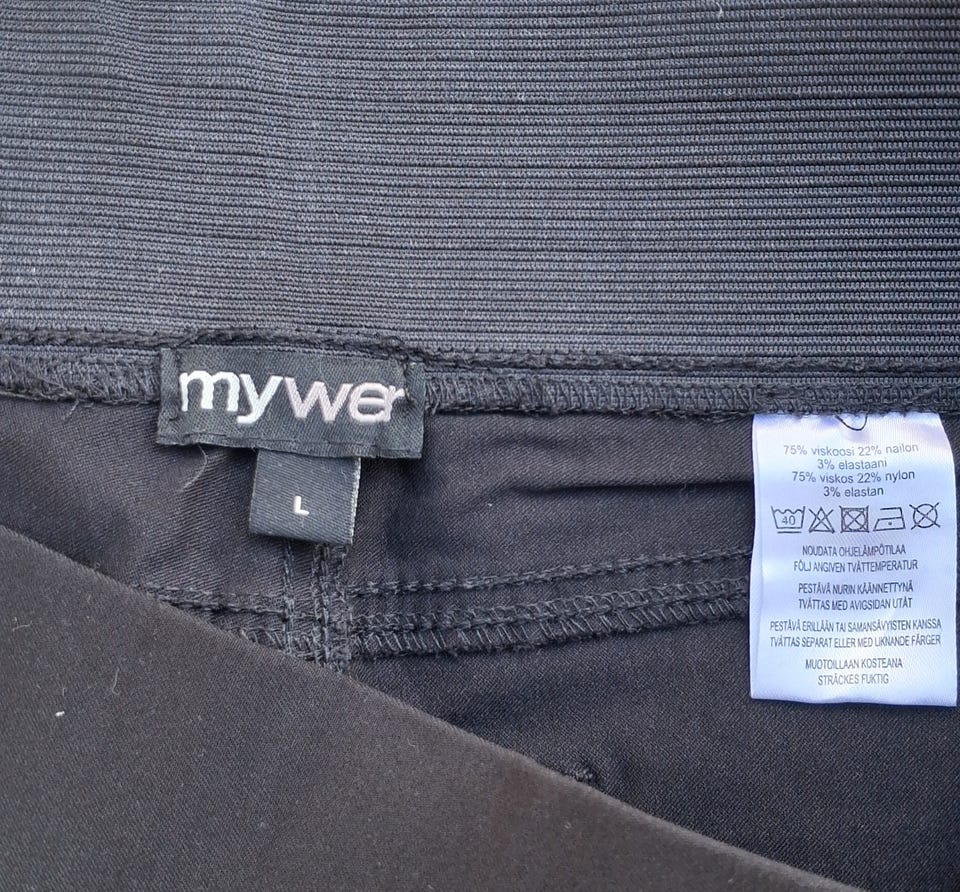 mywer
L
75% viskoosi 22% nailon
3% elastaani
75% viskos 22% nylon
3% elastan
40
NOUDATA OHJELÄMPÖTILAA
FÖLJ ANGIVEN TVÄTTEMPERATUR
PESTÄVÄ NURIN KÄÄNNETTYNÄ
TVÄTTAS MED AVIGSIDAN UTÅT
PESTÄVÄ ERILLÄÄN TAI SAMANSÄVYISTEN KANSSA
TVÄTTAS SEPARAT ELLER MED LIKNANDE FÄRGER
MUOTOILLAAN KOSTEANA
STRÄCKES FUKTIG